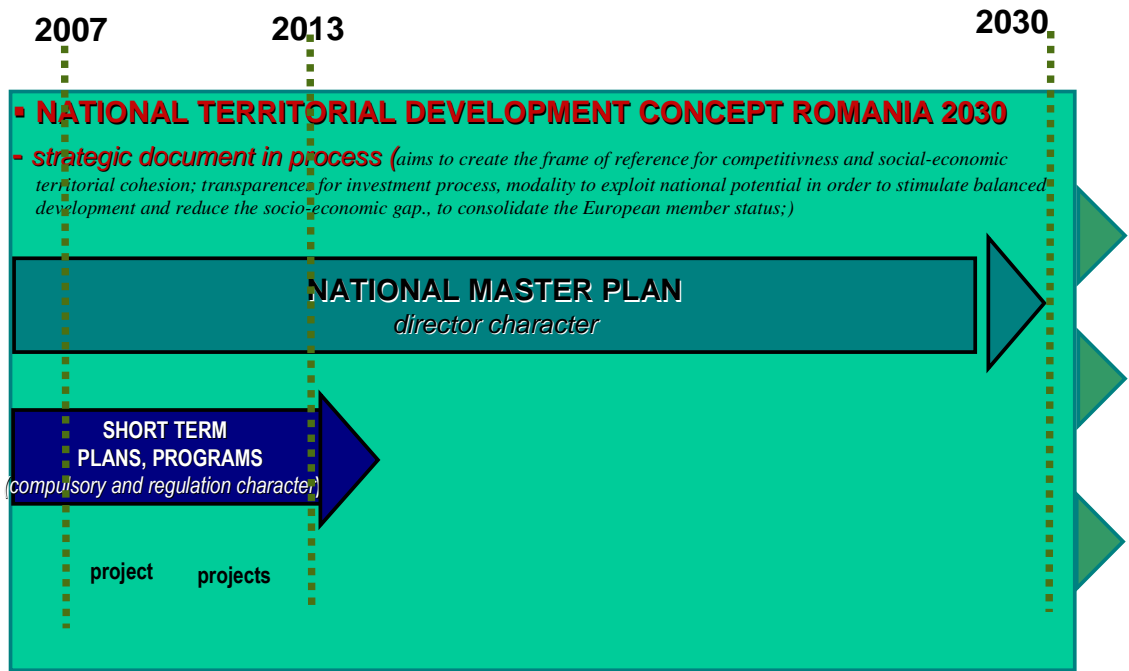 2007 2013 2030
▪ NATIONAL TERRITORIAL DEVELOPMENT CONCEPT ROMANIA 2030
- strategic document in process (aims to create the frame of reference for competitivness and social-economic
territorial cohesion; transparences for investment process, modality to exploit national potential in order to stimulate balanced
development and reduce the socio-economic gap., to consolidate the European member status;)
NATIONAL MASTER PLAN
director character
SHORT TERM
PLANS, PROGRAMS
(compulsory and regulation character)
project projects